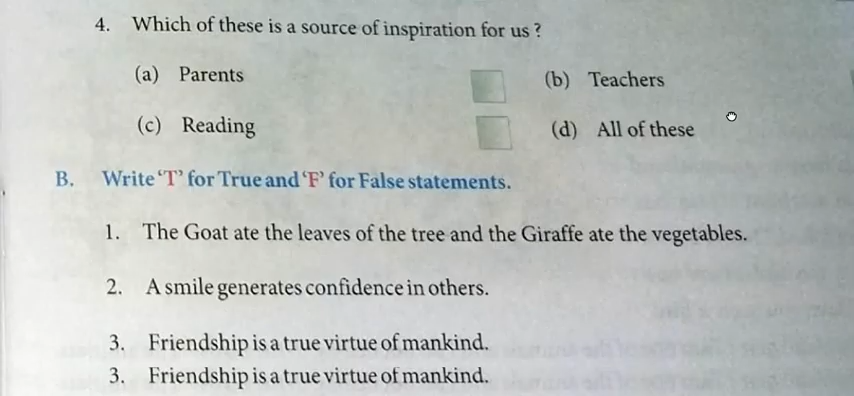 4. Which of these is a source of inspiration for us ?
(a) Parents (b) Teachers
(c) Reading (d) All of these
B. Write 'T' for True and 'F' for False statements.
1. The Goat ate the leaves of the tree and the Giraffe ate the vegetables.
2. A smile generates confidence in others.
3. Friendship is a true virtue of mankind.
3. Friendship is a true virtue of mankind.